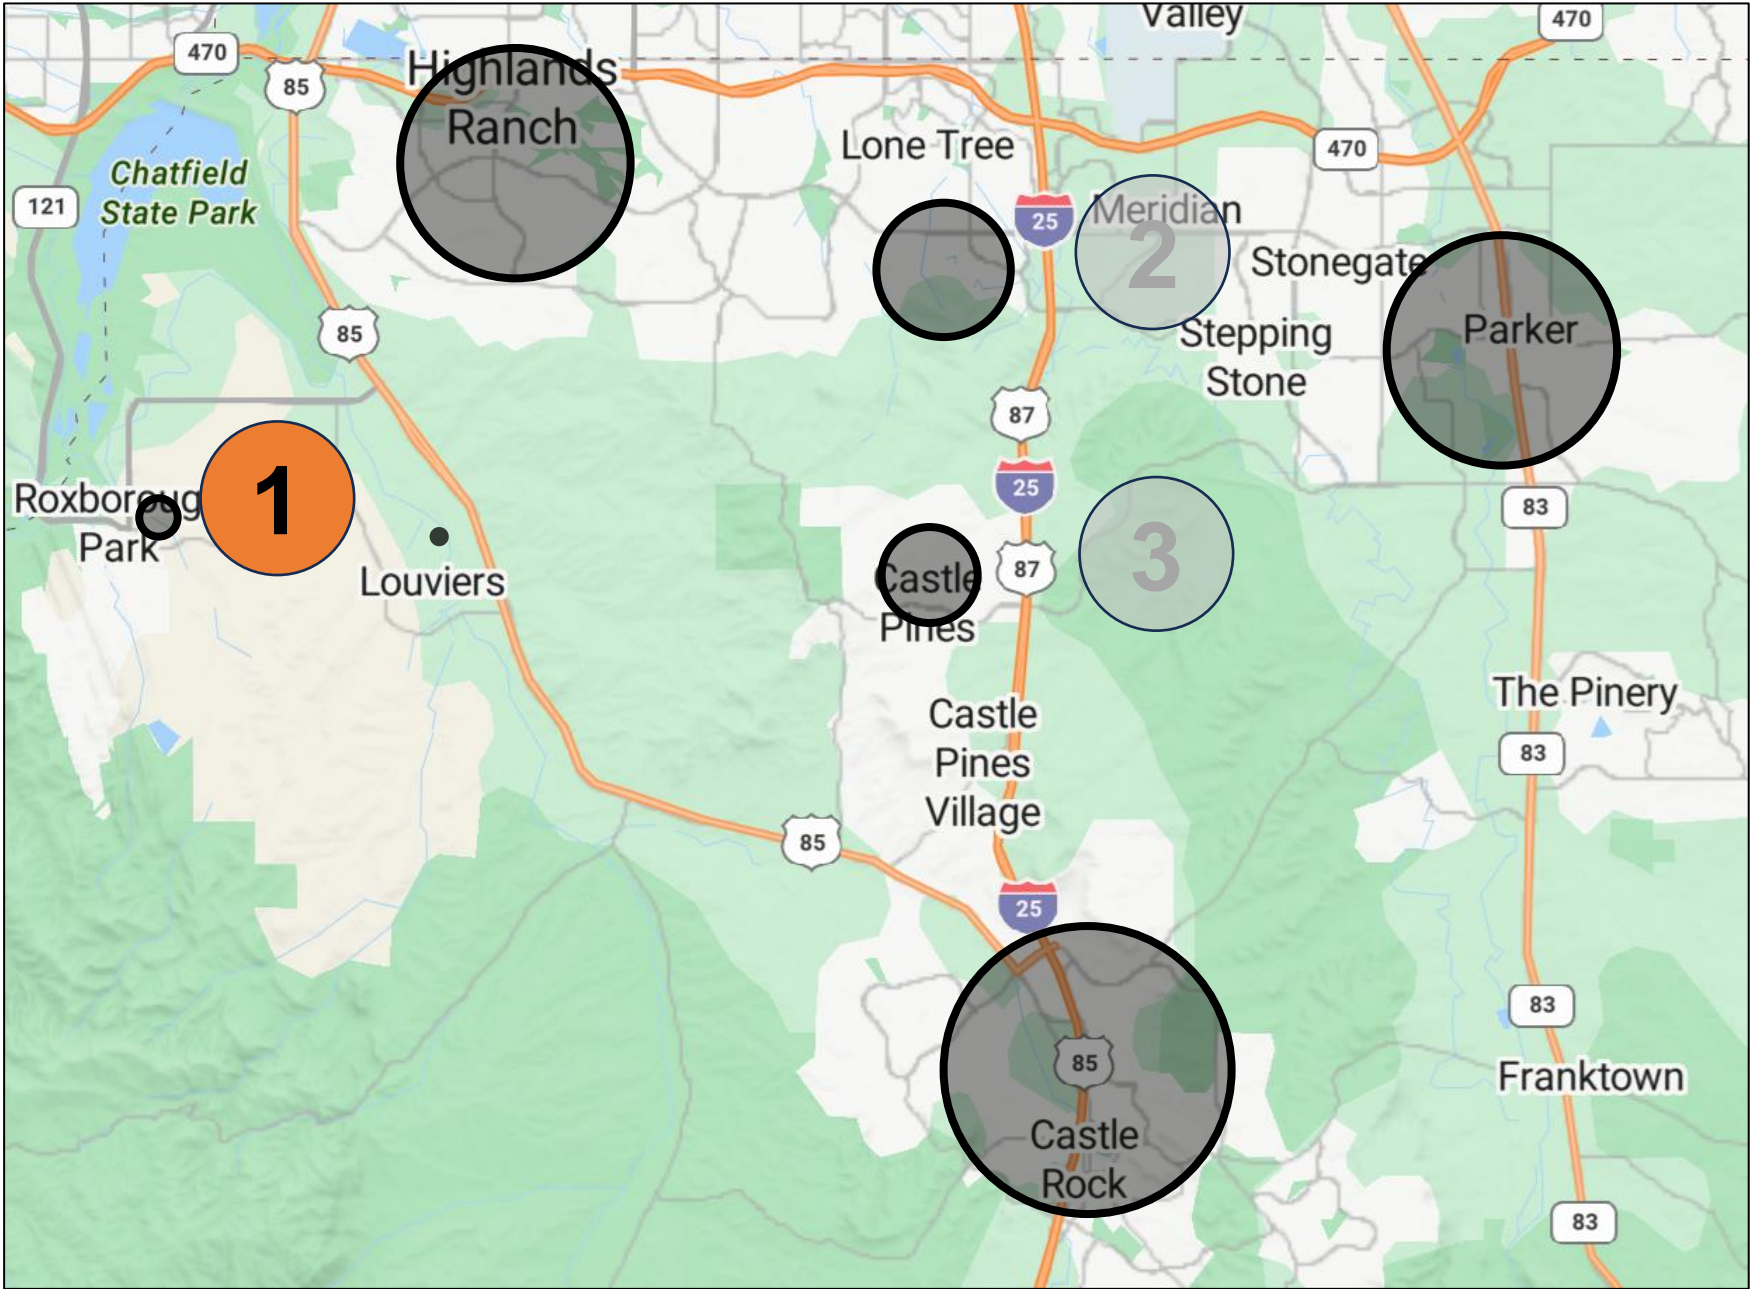 Valley
470
470
85
Highlands
Ranch
Lone Tree
470
Chatfield
State Park
121
25
Meridian
2
Stonegate
85
Stepping
Stone
Parker
87
25
1
Roxboroug
Park
83
Louviers
Castle
Pines
87
3
The Pinery
Castle
Pines
Village
83
85
25
83
85
Franktown
Castle
Rock
83